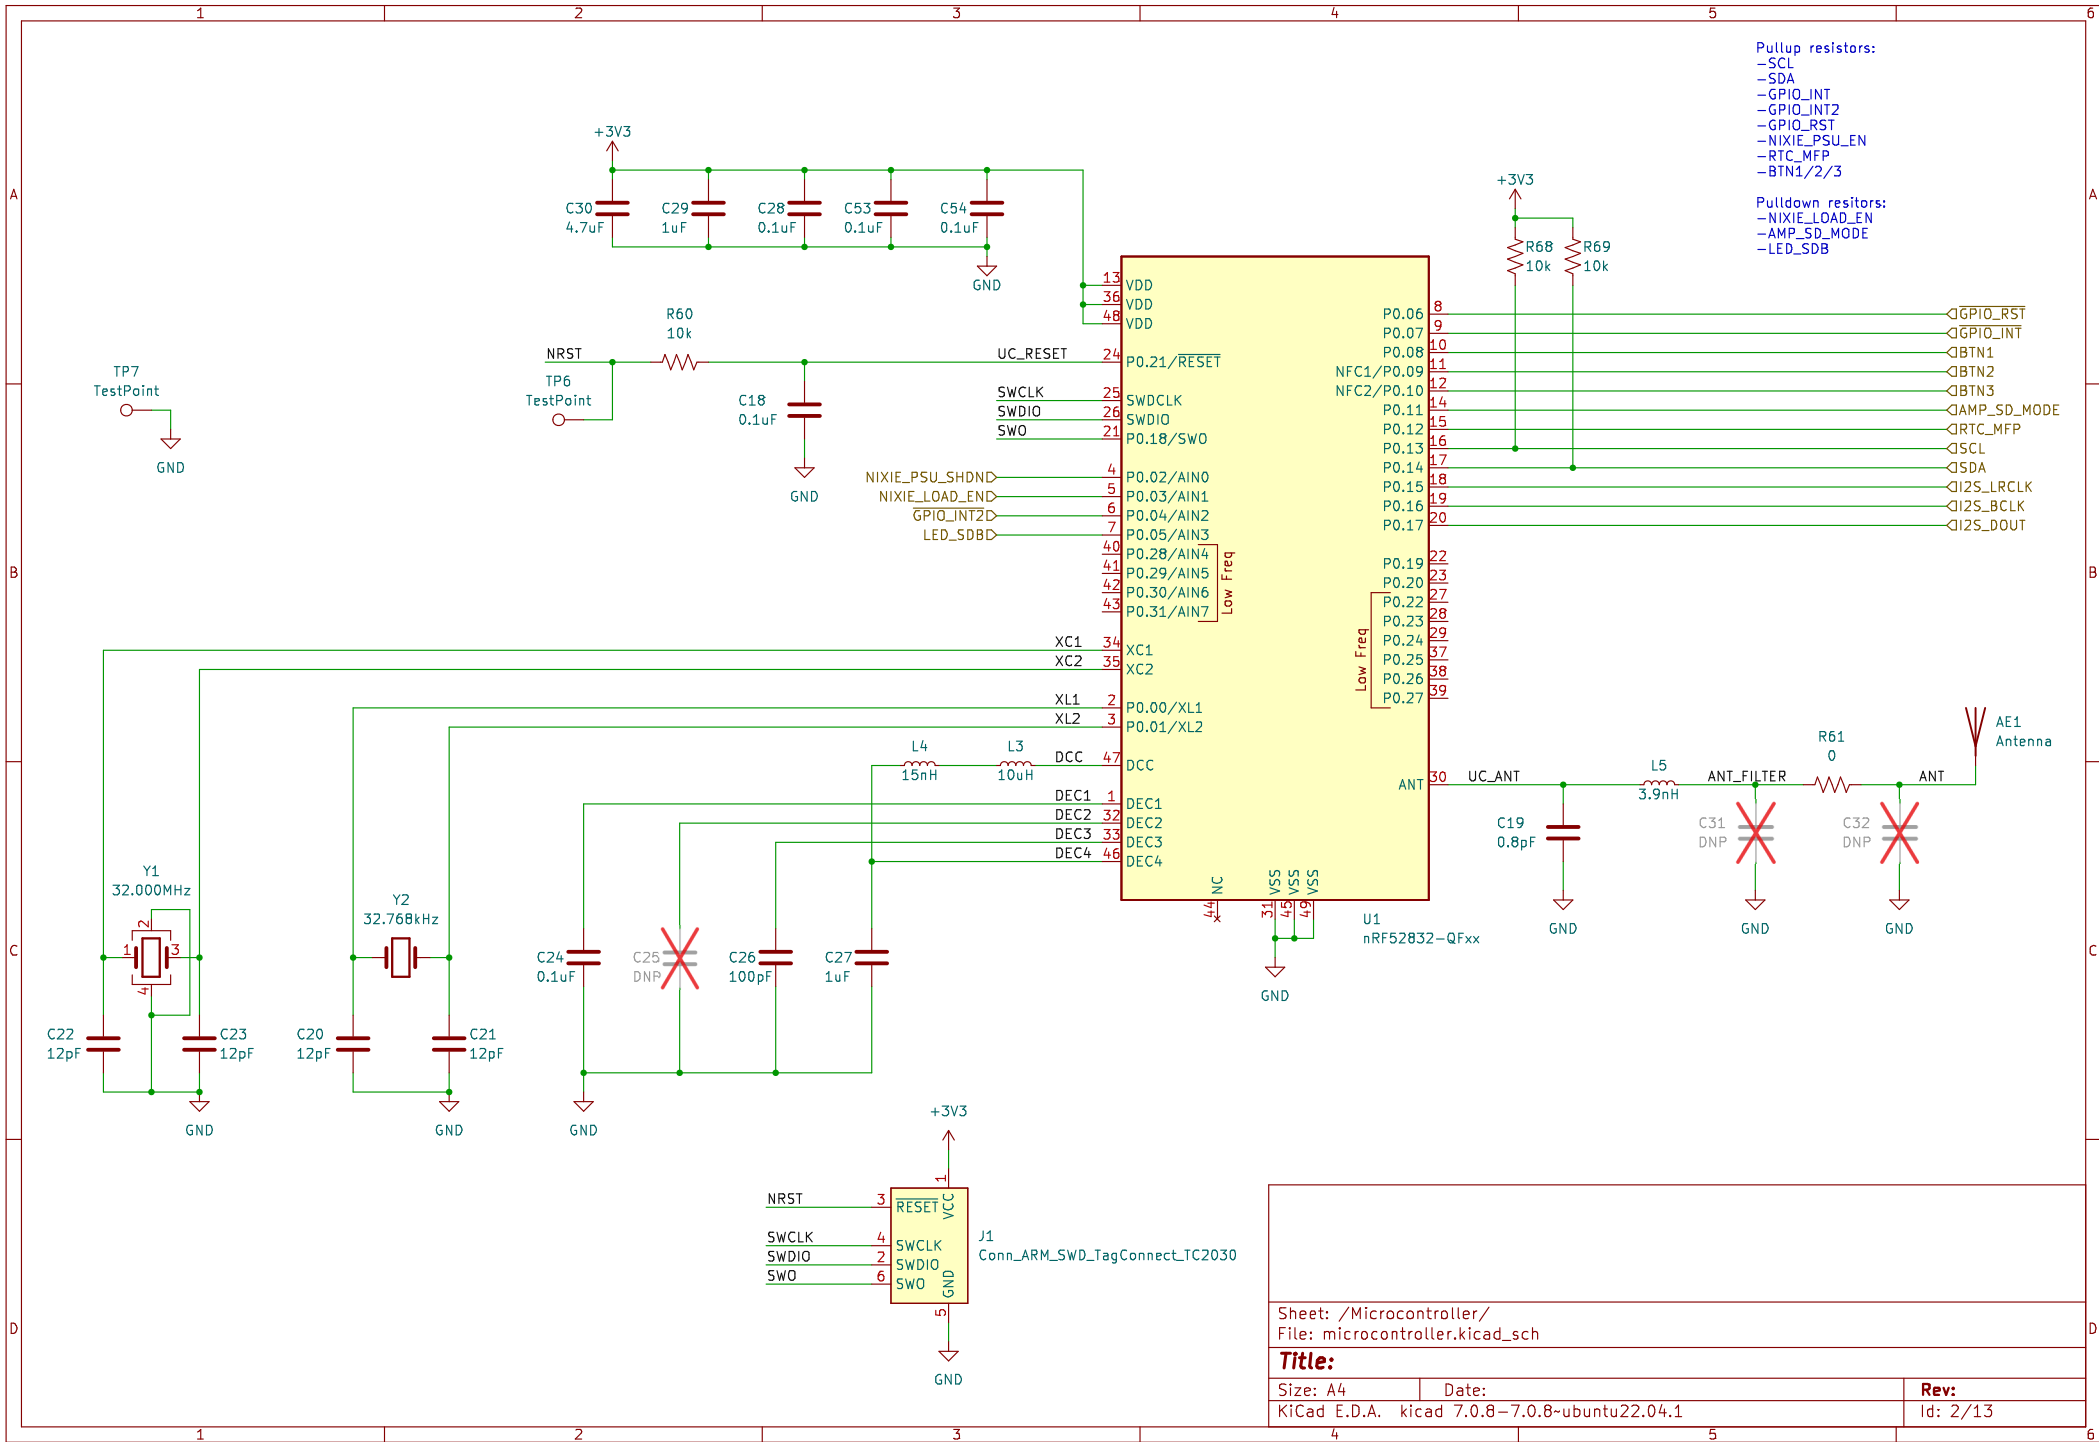 1 2 3 4 5 6
Pullup resistors:
-SCL
-SDA
-GPIO_INT
-GPIO_INT2
-GPIO_RST
-NIXIE_PSU_EN
-RTC_MFP
-BTN1/2/3
Pulldown resitors:
-NIXIE_LOAD_EN
-AMP_SD_MODE
-LED_SDB
A A
+3V3
C30 4.7uF
C29 1uF
C28 0.1uF
C53 0.1uF
C54 0.1uF
GND
+3V3
R68 10k
R69 10k
13 VDD
36 VDD
48 VDD
NRST
R60 10k
UC_RESET 24 P0.21/RESET
TP6 TestPoint
TP7 TestPoint
GND
C18 0.1uF
GND
SWCLK 25 SWDCLK
SWDIO 26 SWDIO
SWO 21 P0.18/SWO
NIXIE_PSU_SHDN 4 P0.02/AIN0
NIXIE_LOAD_EN 5 P0.03/AIN1
GPIO_INT2 6 P0.04/AIN2
LED_SDB 7 P0.05/AIN3
40 P0.28/AIN4
41 P0.29/AIN5
42 P0.30/AIN6
43 P0.31/AIN7
Low Freq
P0.06 8 GPIO_RST
P0.07 9 GPIO_INT
P0.08 10 BTN1
NFC1/P0.09 11 BTN2
NFC2/P0.10 12 BTN3
P0.11 14 AMP_SD_MODE
P0.12 15 RTC_MFP
P0.13 16 SCL
P0.14 17 SDA
P0.15 18 I2S_LRCLK
P0.16 19 I2S_BCLK
P0.17 20 I2S_DOUT
P0.19 22
P0.20 23
P0.22 27
P0.23 28
P0.24 29
P0.25 37
P0.26 38
P0.27 39
Low Freq
B B
XC1 34 XC1
XC2 35 XC2
XL1 2 P0.00/XL1
XL2 3 P0.01/XL2
L4 15nH
L3 10uH
DCC 47 DCC
DEC1 1 DEC1
DEC2 32 DEC2
DEC3 33 DEC3
DEC4 46 DEC4
ANT 30 UC_ANT
L5 3.9nH
ANT_FILTER
R61 0
ANT
AE1 Antenna
C19 0.8pF
C31 DNP
C32 DNP
GND GND GND
NC 44
VSS 31
VSS 45
VSS 49
GND
U1
nRF52832-QFxx
C C
Y1 32.000MHz
1 2 3 4
Y2 32.768kHz
C22 12pF
C23 12pF
C20 12pF
C21 12pF
C24 0.1uF
C25 DNP
C26 100pF
C27 1uF
GND GND GND
+3V3
1 VCC
NRST 3 RESET
SWCLK 4 SWCLK
SWDIO 2 SWDIO
SWO 6 SWO
GND 5
J1
Conn_ARM_SWD_TagConnect_TC2030
GND
D D
Sheet: /Microcontroller/
File: microcontroller.kicad_sch
Title:
Size: A4 Date: Rev:
KiCad E.D.A. kicad 7.0.8-7.0.8~ubuntu22.04.1 Id: 2/13
1 2 3 4 5 6